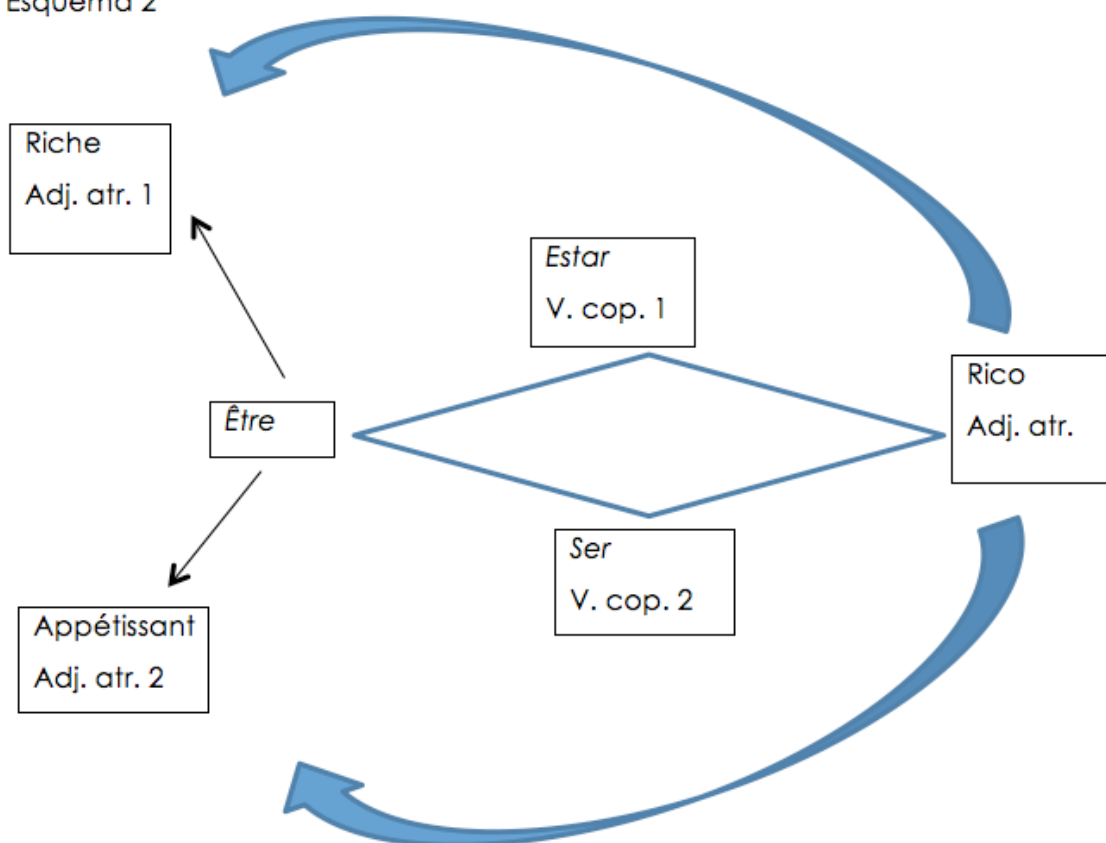 Esquema 2
Riche
Adj. atr. 1
Estar
V. cop. 1
Rico
Adj. atr.
Être
Ser
V. cop. 2
Appétissant
Adj. atr. 2